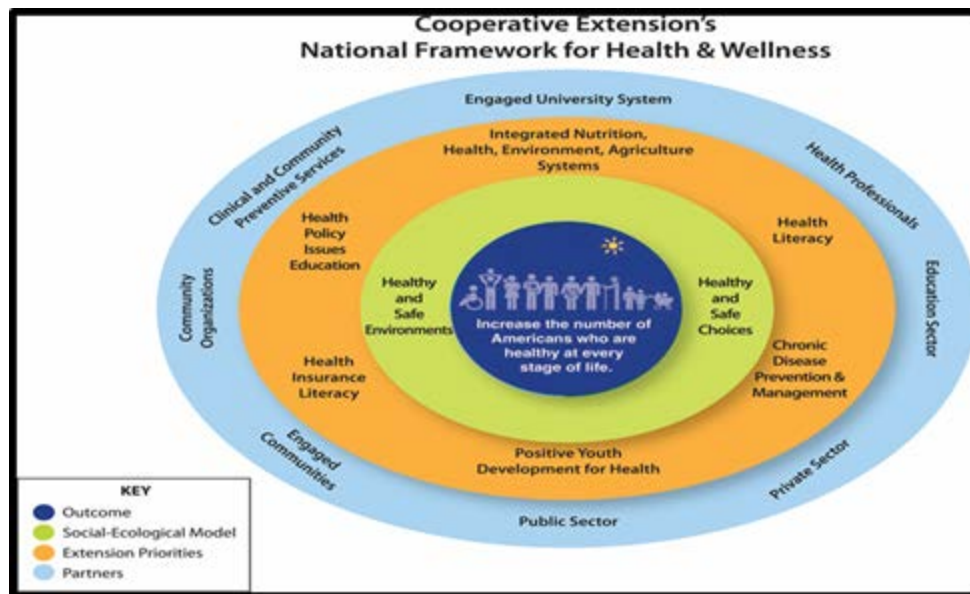 Cooperative Extension's
National Framework for Health & Wellness
Engaged University System
Clinical and Community
Preventive Services
Health Professionals
Integrated Nutrition,
Health, Environment, Agriculture
Systems
Health
Policy
Issues
Education
Health
Literacy
Community
Organizations
Education Sector
Healthy
and
Safe
Environments
Increase the number of
Americans who are
healthy at every
stage of life.
Healthy
and
Safe
Choices
Health
Insurance
Literacy
Chronic
Disease
Prevention &
Management
Engaged
Communities
Positive Youth
Development for Health
Private Sector
Public Sector
KEY
Outcome
Social-Ecological Model
Extension Priorities
Partners